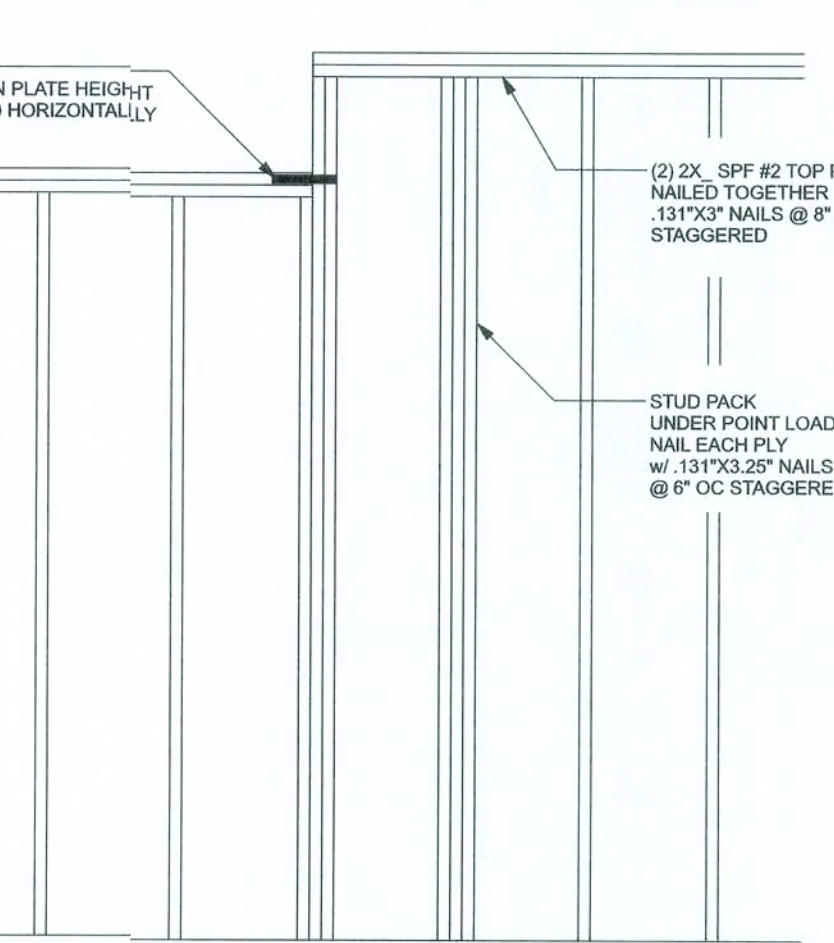 N PLATE HEIGHT
HORIZONTALLY
(2) 2X_ SPF #2 TOP
NAILED TOGETHER
.131"X3" NAILS @ 8"
STAGGERED
STUD PACK
UNDER POINT LOAD
NAIL EACH PLY
w/ .131"X3.25" NAILS
@ 6" OC STAGGERE